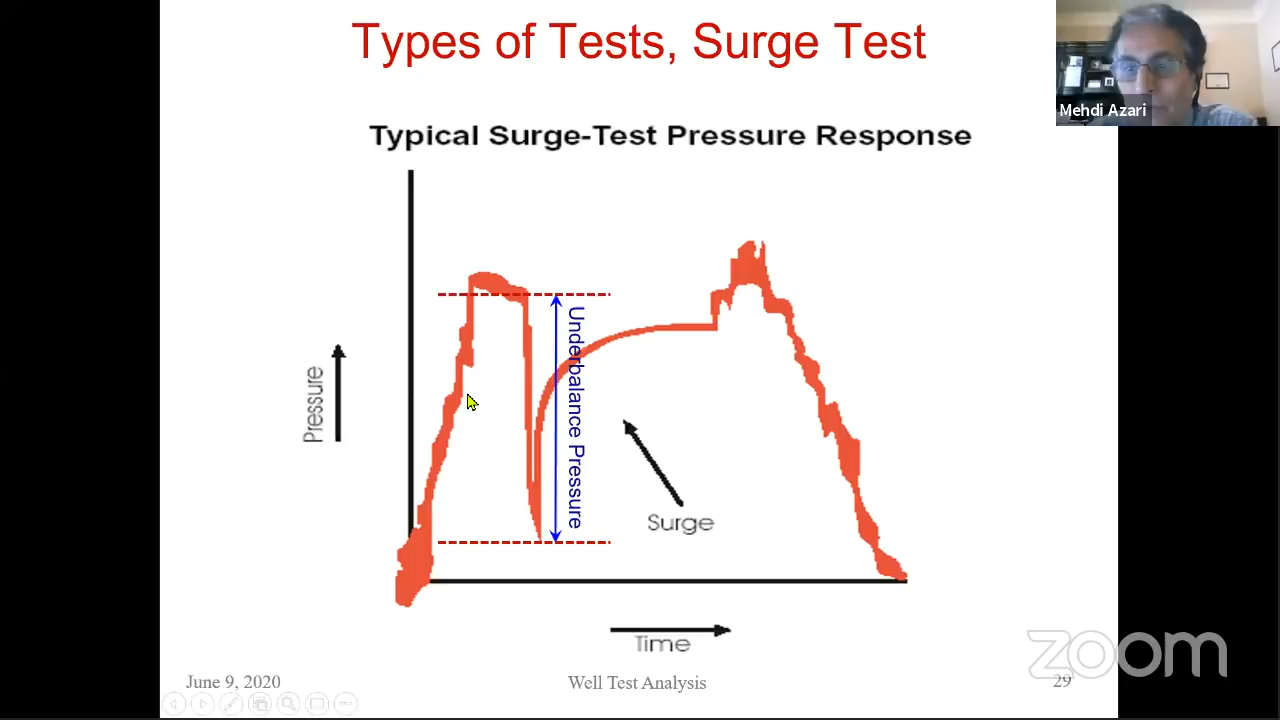 Types of Tests, Surge Test
Mehdi Azari
Typical Surge-Test Pressure Response
Pressure
Underbalance Pressure
Surge
Time
zoom
June 9, 2020
Well Test Analysis
29